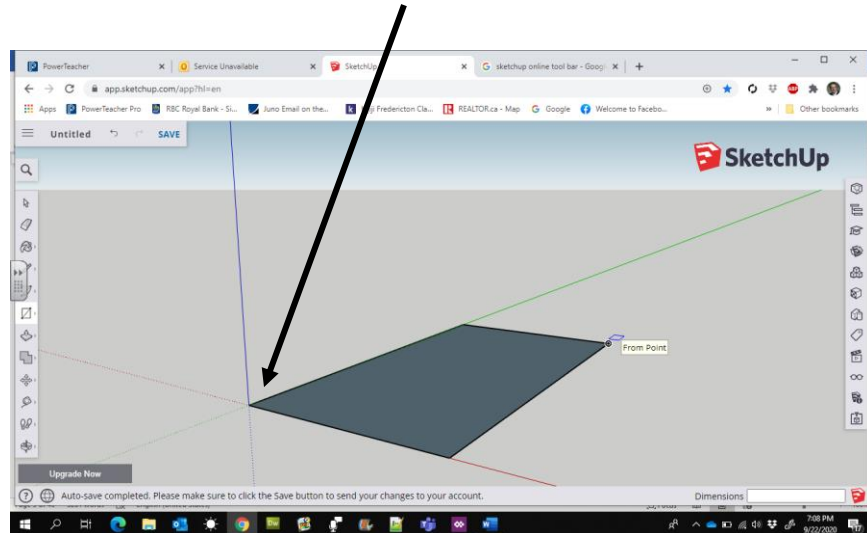 PowerTeacher
Service Unavailable
SketchUp
sketchup online tool bar - Googl
app.sketchup.com/app?hl=en
Apps
PowerTeacher Pro
RBC Royal Bank - Si...
Juno Email on the...
Fredericton Cla...
REALTOR.ca - Map
Google
Welcome to Facebo...
Other bookmarks
Untitled
SAVE
SketchUp
From Point
Upgrade Now
Auto-save completed. Please make sure to click the Save button to send your changes to your account.
Dimensions
7:08 PM
9/22/2020